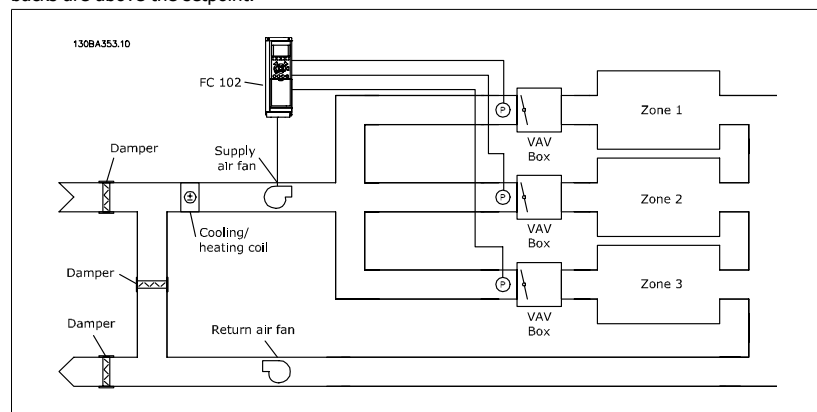 130BA353.10
FC 102
Damper
Supply
air fan
Cooling/
heating coil
Damper
Damper
Return air fan
P
VAV
Box
Zone 1
P
VAV
Box
Zone 2
P
VAV
Box
Zone 3